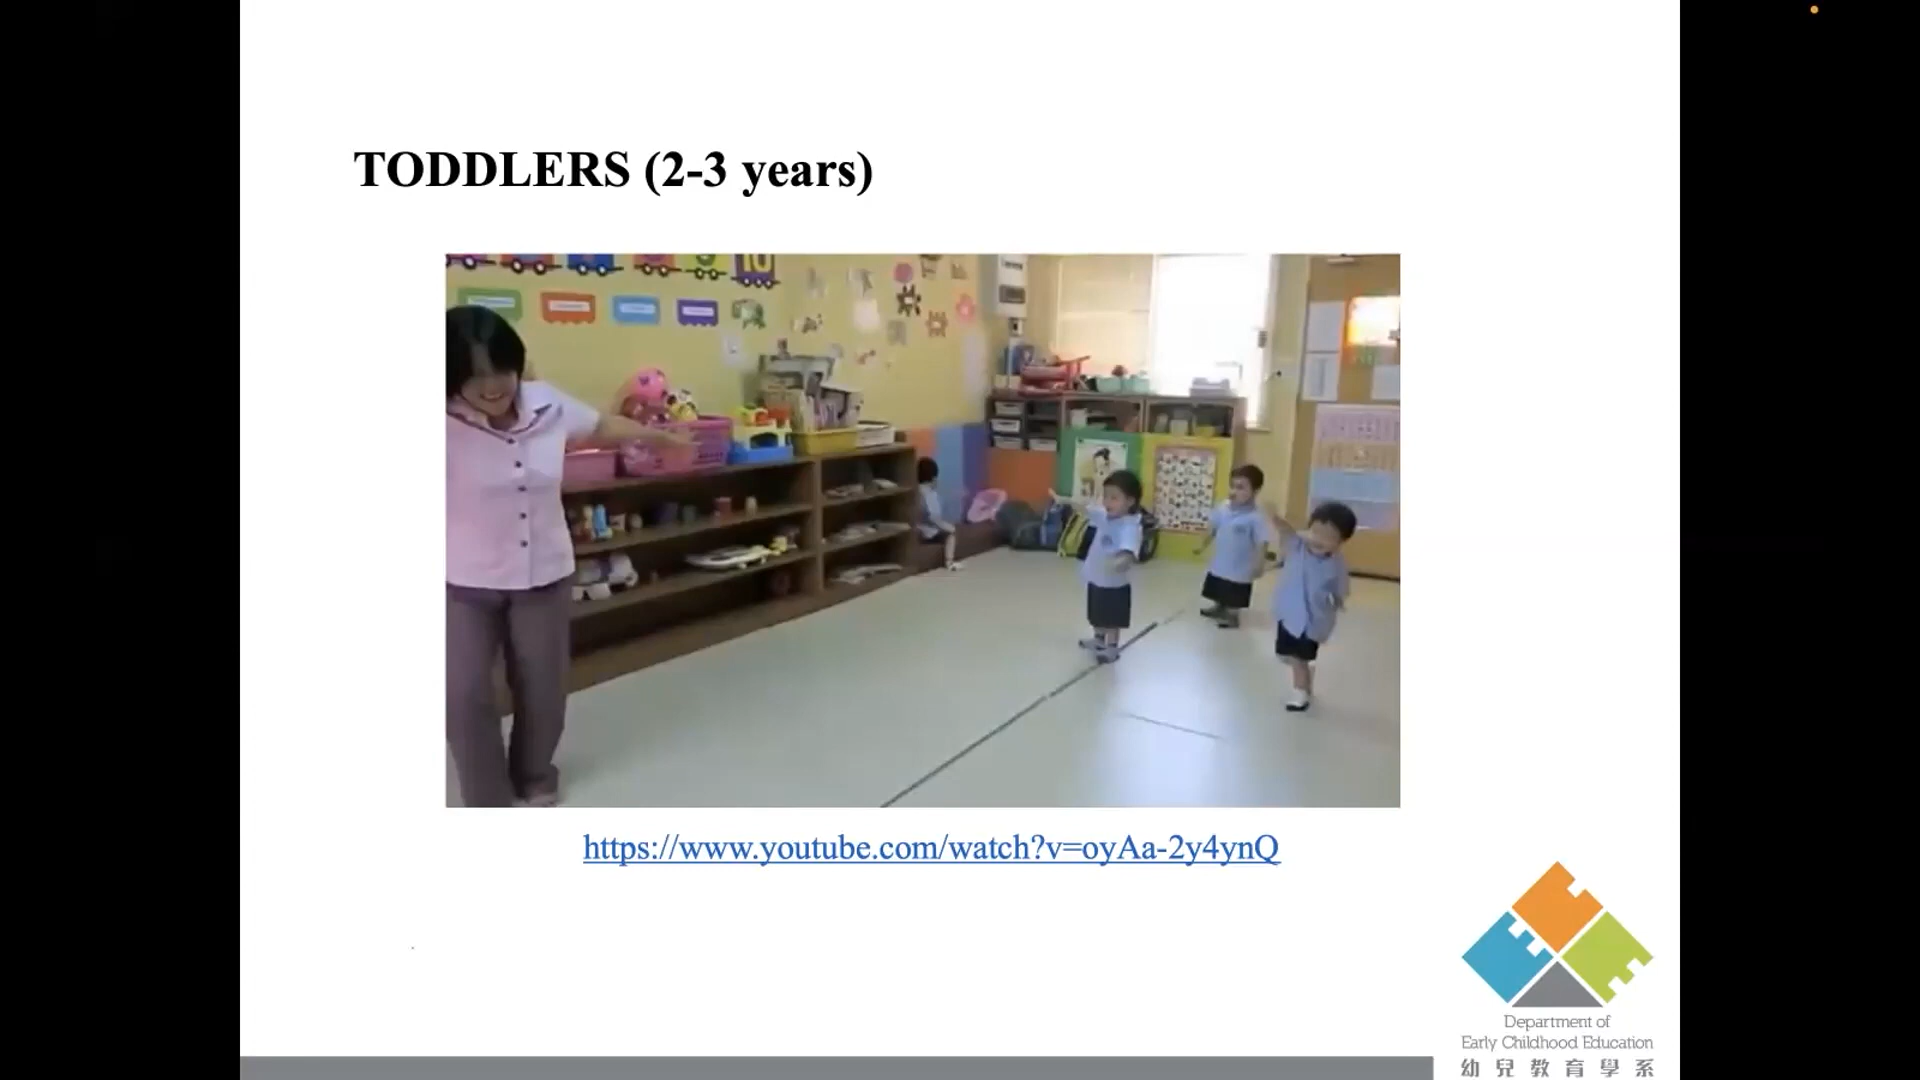 TODDLERS (2-3 years)
10
https://www.youtube.com/watch?v=oyAa-2y4ynQ
Department of
Early Childhood Education
幼兒教育學系